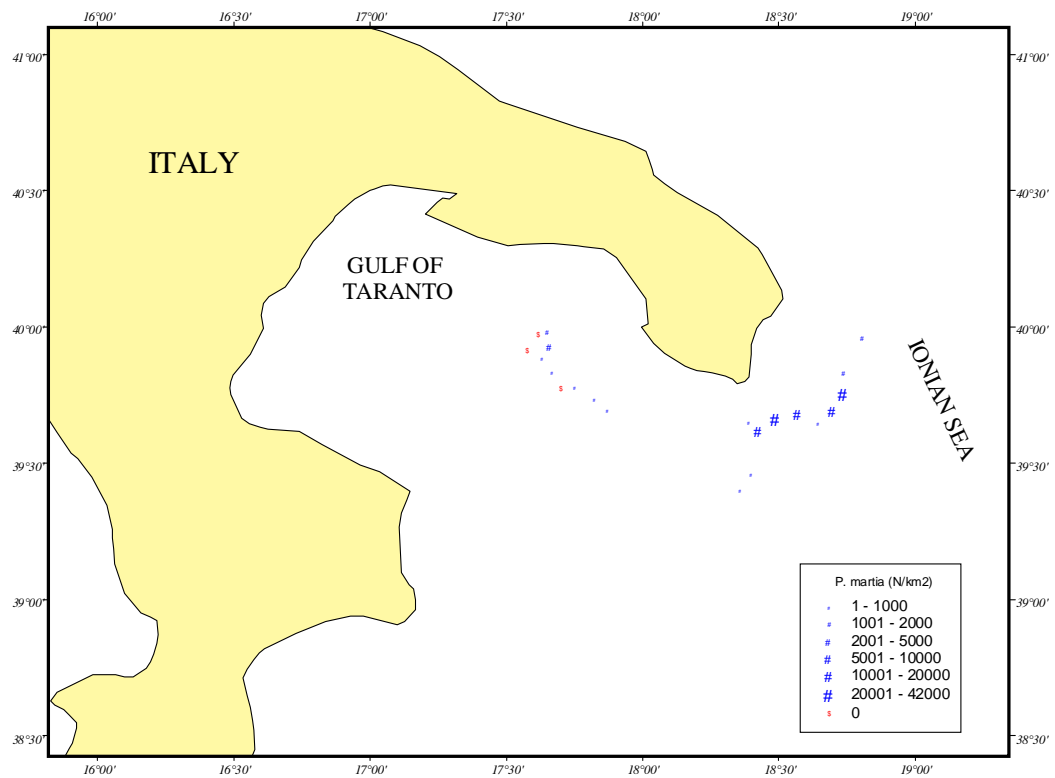 16°00' 16°30' 17°00' 17°30' 18°00' 18°30' 19°00'
41°00' 41°00'
ITALY
40°30' 40°30'
GULF OF
TARANTO
40°00' 40°00'
$ #
$ #
#
#
#
$ #
#
#
#
#
# # # #
# # #
#
#
IONIAN SEA
39°30' 39°30'
P. martia (N/km2)
# 1 - 1000
# 1001 - 2000
# 2001 - 5000
# 5001 - 10000
# 10001 - 20000
# 20001 - 42000
$ 0
39°00' 39°00'
38°30' 38°30'
16°00' 16°30' 17°00' 17°30' 18°00' 18°30' 19°00'